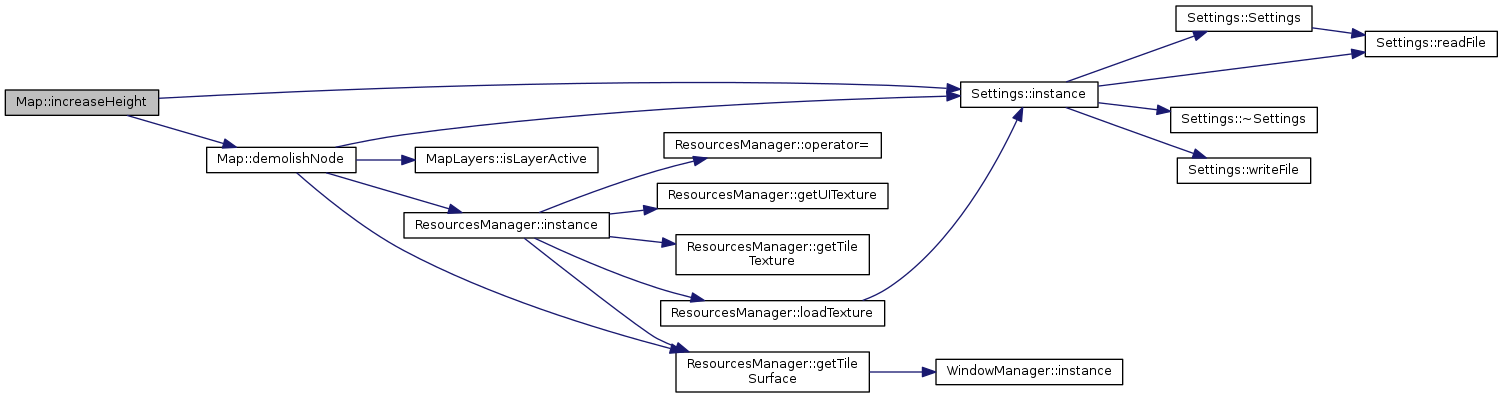 Map::increaseHeight
Map::demolishNode
MapLayers::isLayerActive
ResourcesManager::instance
ResourcesManager::operator=
ResourcesManager::getUITexture
ResourcesManager::getTile
Texture
ResourcesManager::loadTexture
ResourcesManager::getTile
Surface
WindowManager::instance
Settings::instance
Settings::Settings
Settings::readFile
Settings::~Settings
Settings::writeFile